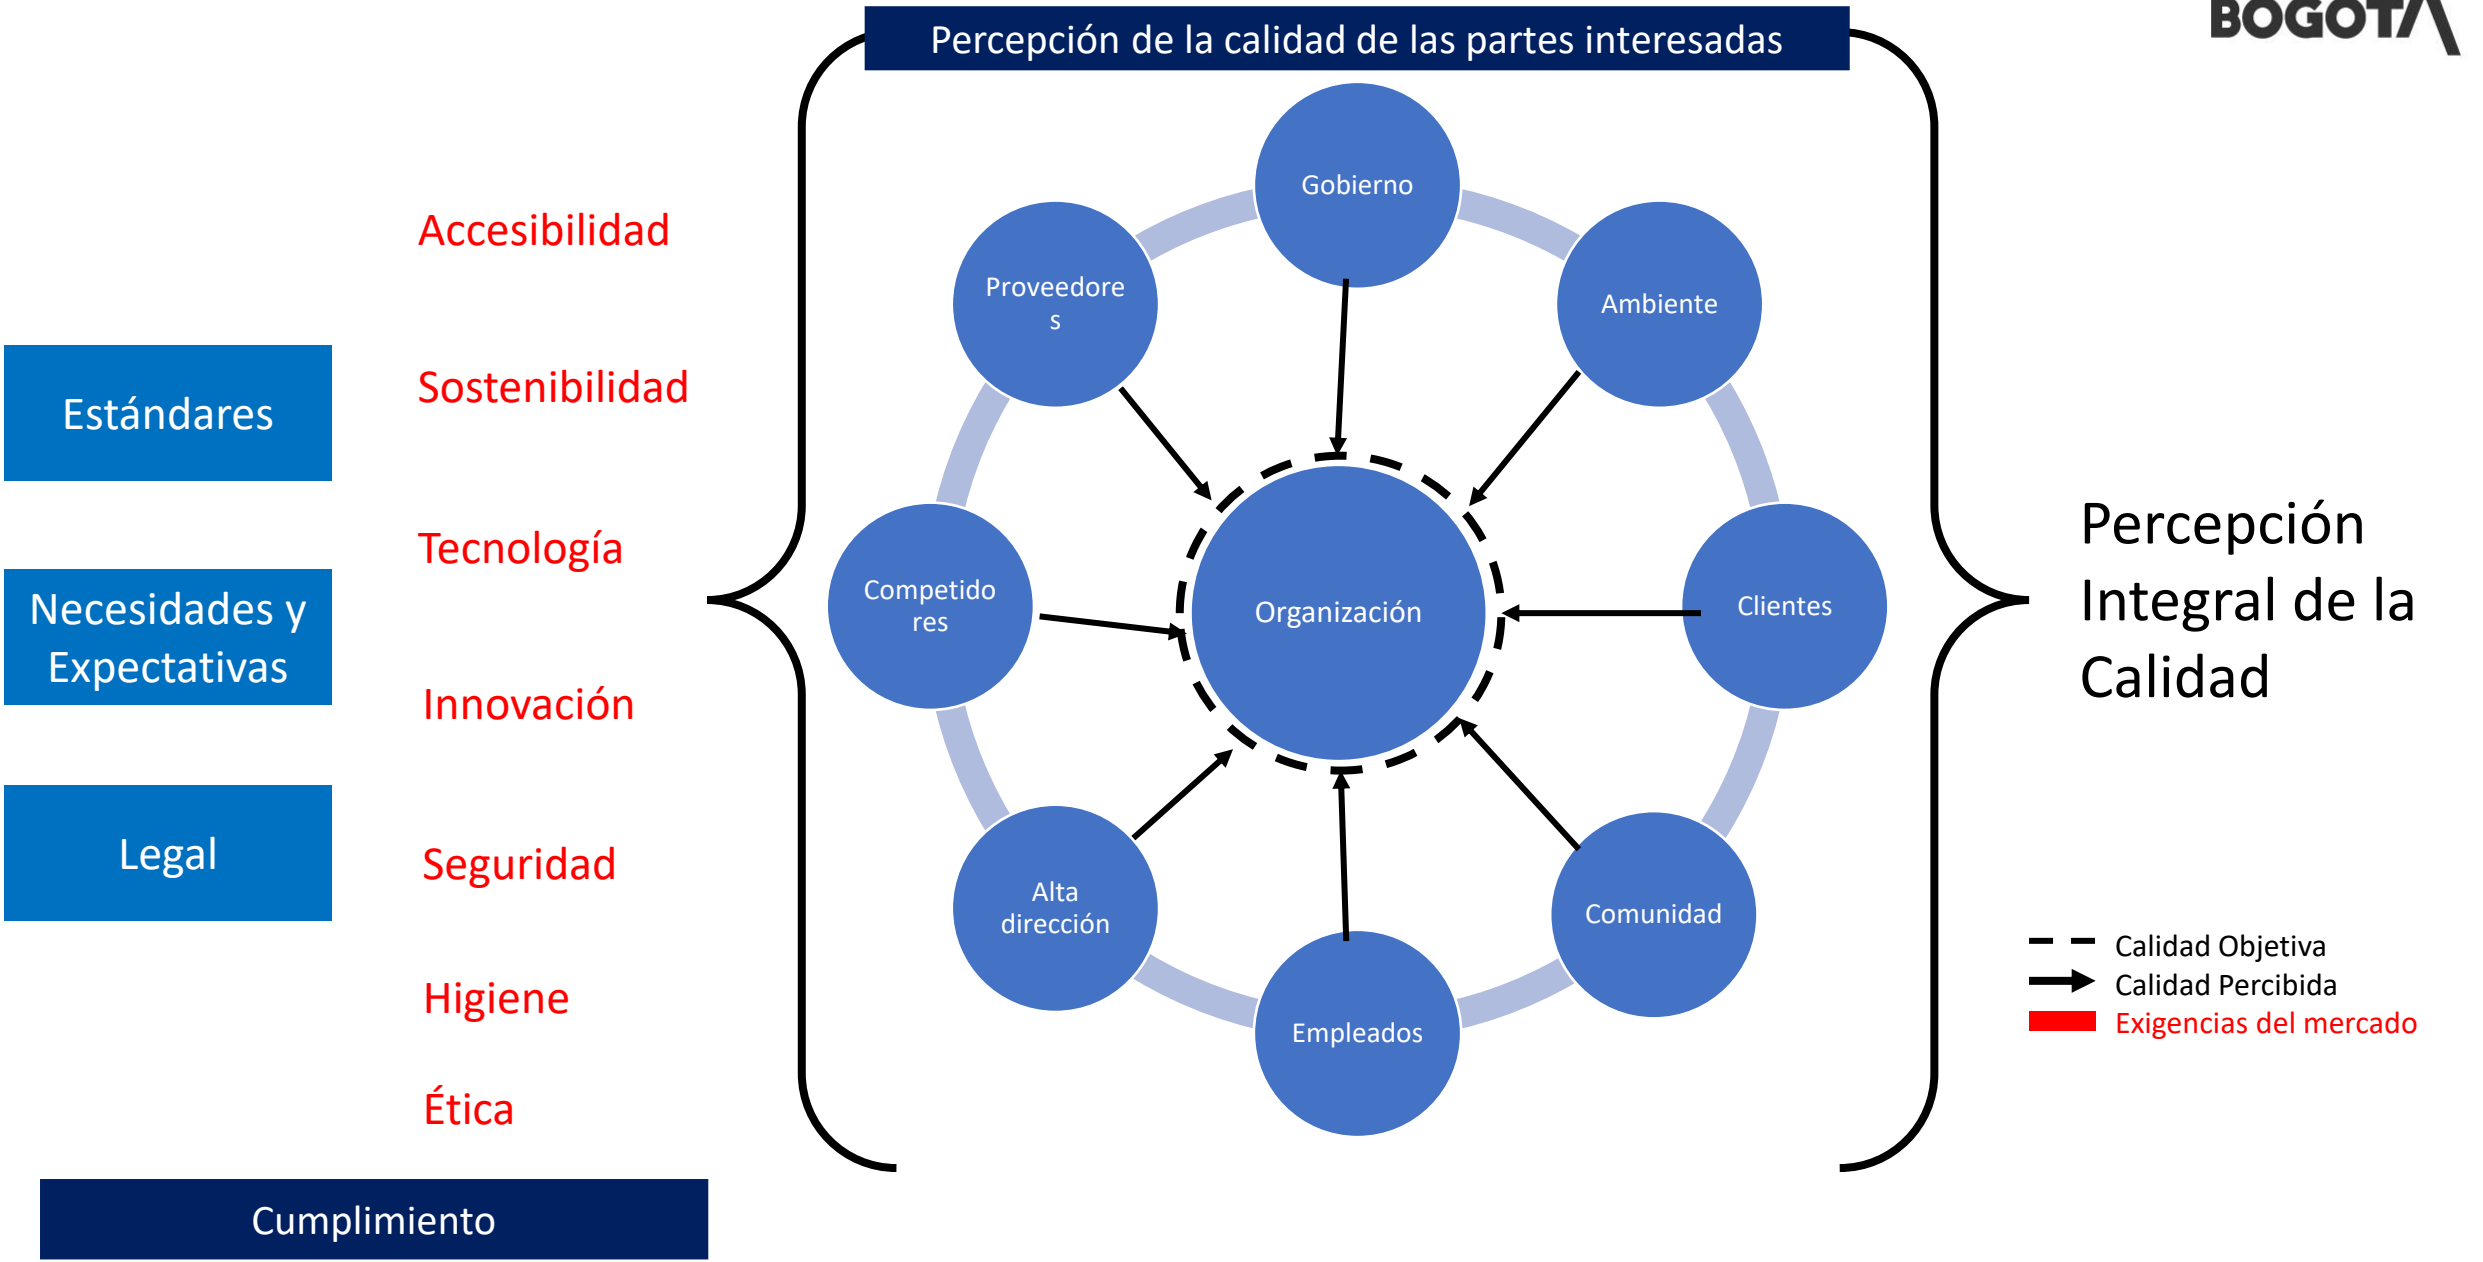 BOGOTÁ
Percepción de la calidad de las partes interesadas
Accesibilidad
Sostenibilidad
Tecnología
Innovación
Seguridad
Higiene
Ética
Estándares
Necesidades y
Expectativas
Legal
Cumplimiento
Gobierno
Ambiente
Clientes
Comunidad
Empleados
Alta
dirección
Competido
res
Proveedore
s
Organización
Percepción
Integral de la
Calidad
Calidad Objetiva
Calidad Percibida
Exigencias del mercado